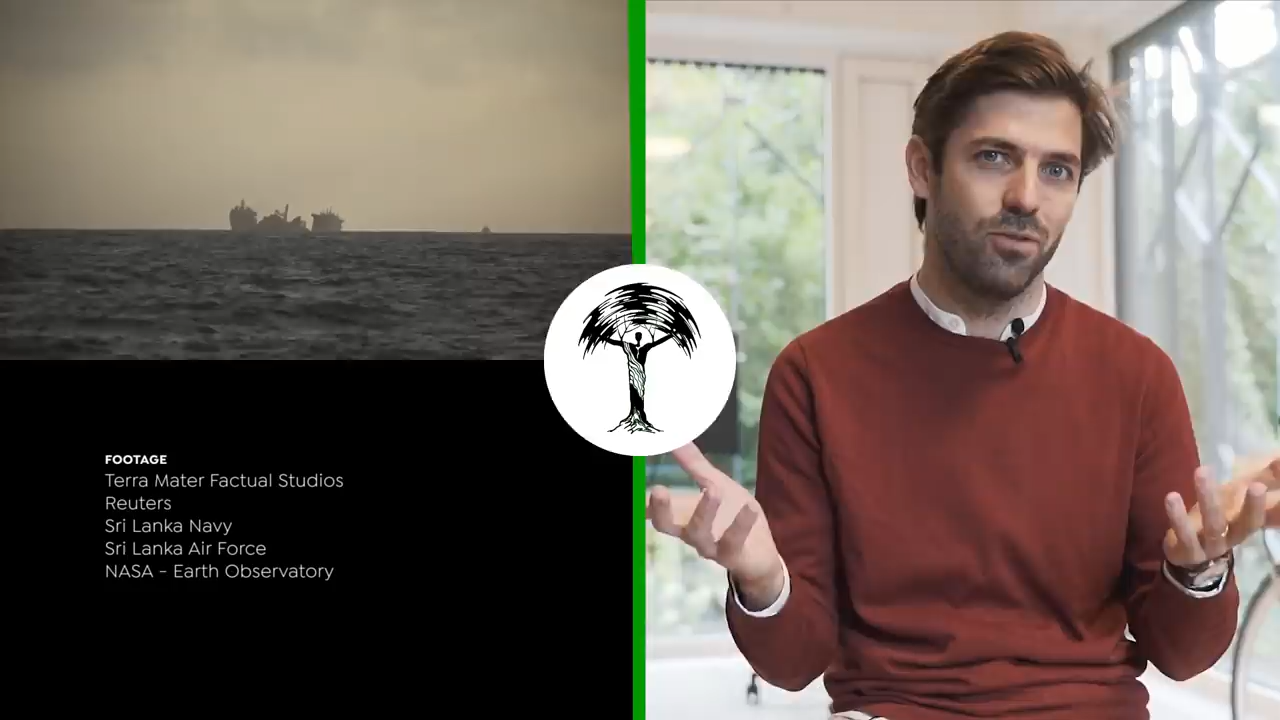 FOOTAGE
Terra Mater Factual Studios
Reuters
Sri Lanka Navy
Sri Lanka Air Force
NASA - Earth Observatory